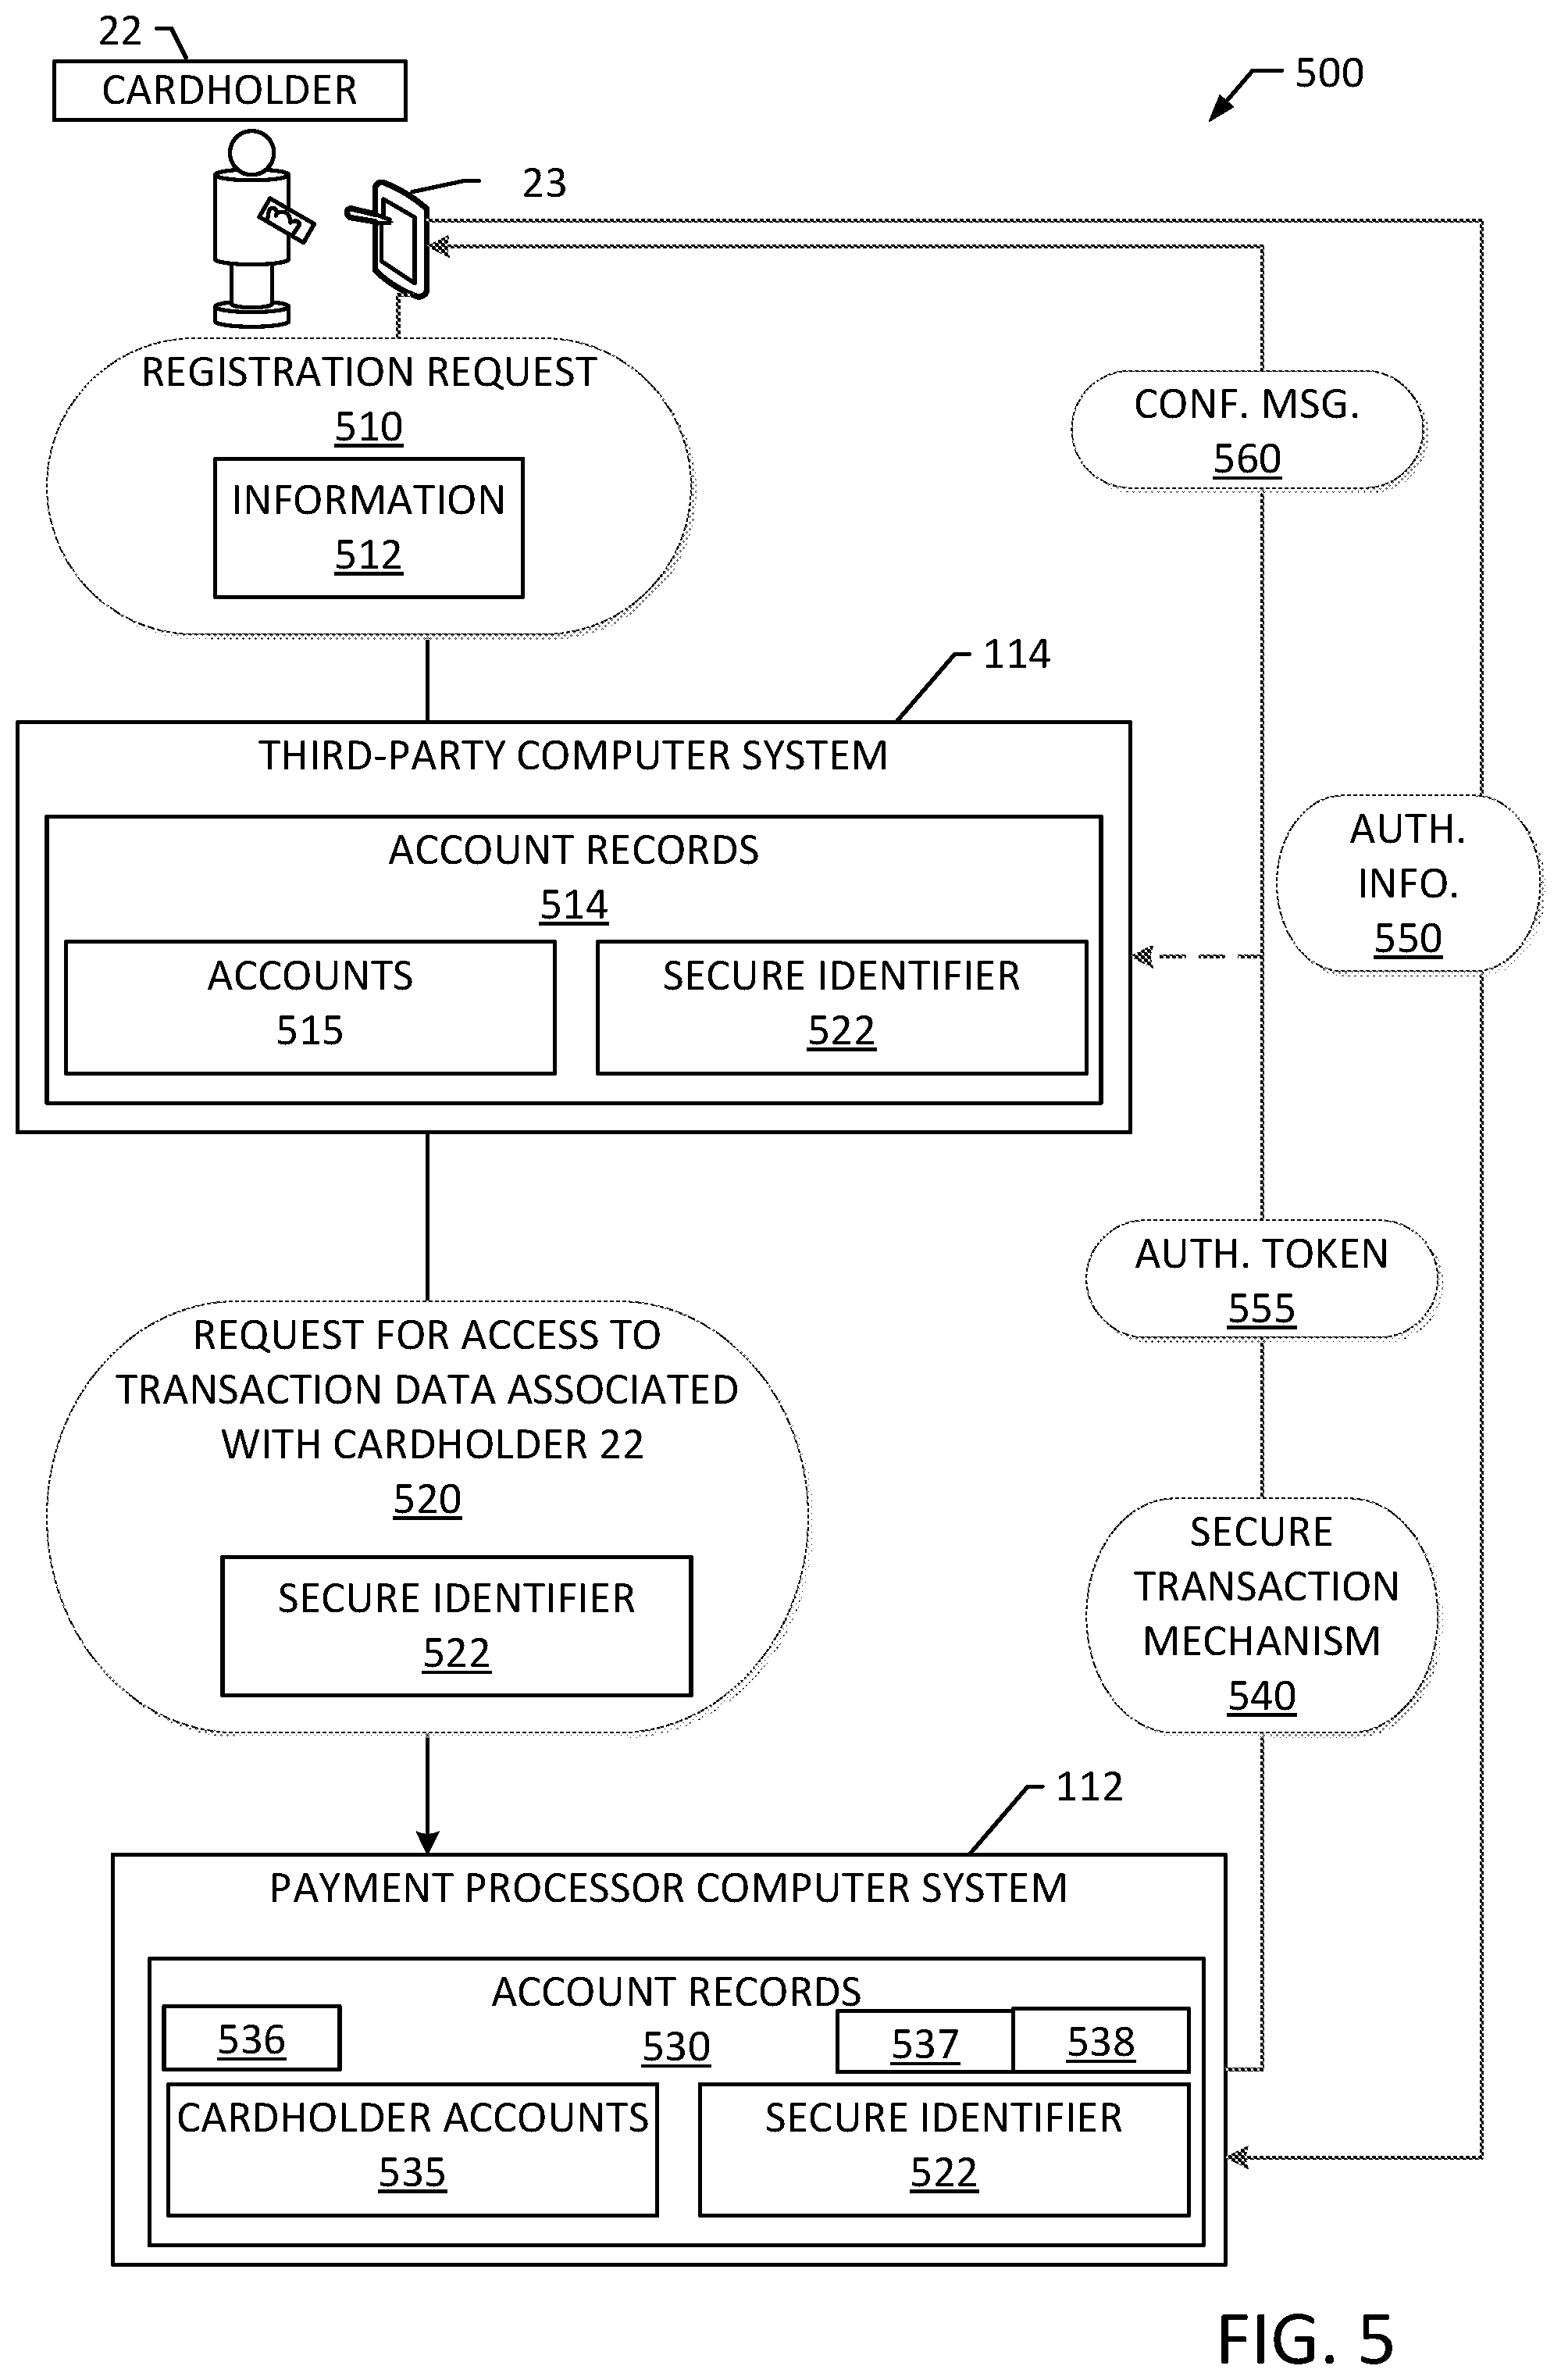 22
CARDHOLDER
500
23
REGISTRATION REQUEST
510
INFORMATION
512
CONF. MSG.
560
114
THIRD-PARTY COMPUTER SYSTEM
ACCOUNT RECORDS
514
ACCOUNTS
515
SECURE IDENTIFIER
522
AUTH.
INFO.
550
AUTH. TOKEN
555
REQUEST FOR ACCESS TO
TRANSACTION DATA ASSOCIATED
WITH CARDHOLDER 22
520
SECURE IDENTIFIER
522
SECURE
TRANSACTION
MECHANISM
540
112
PAYMENT PROCESSOR COMPUTER SYSTEM
ACCOUNT RECORDS
530
536
537
538
CARDHOLDER ACCOUNTS
535
SECURE IDENTIFIER
522
FIG. 5